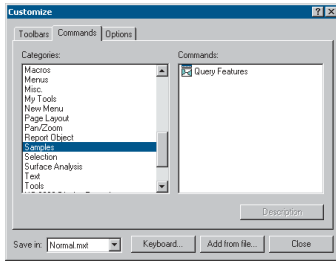 Customize
Toolbars Commands Options
Categories:
Macros
Menus
Misc.
My Tools
New Menu
Page Layout
Pan/Zoom
Report Object
Samples
Selection
Surface Analysis
Text
Tools
Commands:
Query Features
Description
Save in: Normal.mxt Keyboard... Add from file... Close